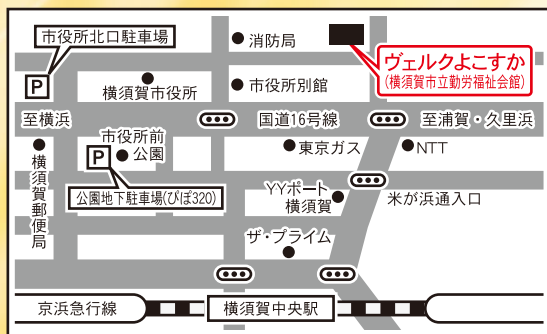 市役所北口駐車場
消防局
ヴェルクよこすか
(横須賀市立勤労福祉会館)
P
横須賀市役所
市役所別館
至横浜
国道16号線
至浦賀・久里浜
市役所前
公園
P
東京ガス
NTT
横須賀郵便局
公園地下駐車場(ぴぽ320)
YYポート
横須賀
米が浜通入口
ザ・プライム
京浜急行線
横須賀中央駅